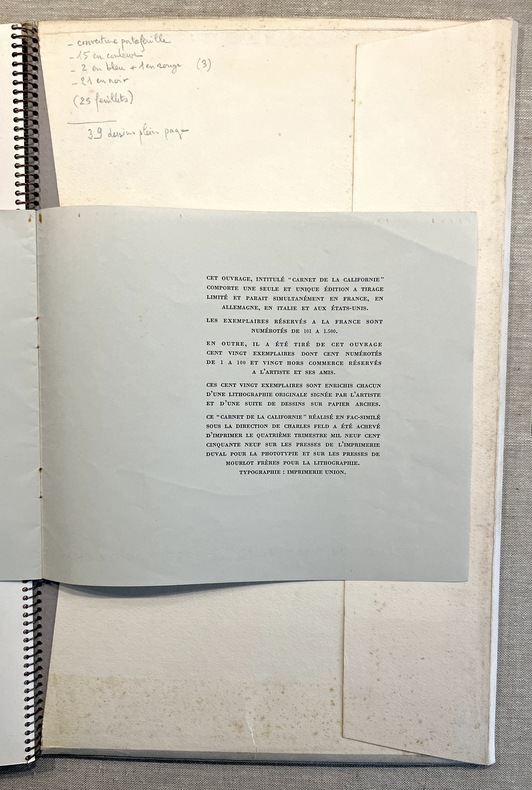 - couverture portefeuille
- 15 en couleur
- 2 en bleu + 1 en rouge (3)
- 21 en noir
(25 feuillets)
39 dessins plein page
CET OUVRAGE, INTITULÉ "CARNET DE LA CALIFORNIE"
COMPORTE UNE SEULE ET UNIQUE ÉDITION A TIRAGE
LIMITÉ ET PARAIT SIMULTANÉMENT EN FRANCE, EN
ALLEMAGNE, EN ITALIE ET AUX ÉTATS-UNIS.
LES EXEMPLAIRES RÉSERVÉS A LA FRANCE SONT
NUMÉROTÉS DE 101 A 1.500.
EN OUTRE, IL A ÉTÉ TIRÉ DE CET OUVRAGE
CENT VINGT EXEMPLAIRES DONT CENT NUMÉROTÉS
DE 1 A 100 ET VINGT HORS COMMERCE RÉSERVÉS
A L'ARTISTE ET SES AMIS.
CES CENT VINGT EXEMPLAIRES SONT ENRICHIS CHACUN
D'UNE LITHOGRAPHIE ORIGINALE SIGNÉE PAR L'ARTISTE
ET D'UNE SUITE DE DESSINS SUR PAPIER ARCHES.
CE "CARNET DE LA CALIFORNIE" RÉALISÉ EN FAC-SIMILÉ
SOUS LA DIRECTION DE CHARLES FELD A ÉTÉ ACHEVÉ
D'IMPRIMER LE QUATRIÈME TRIMESTRE MIL NEUF CENT
CINQUANTE NEUF SUR LES PRESSES DE L'IMPRIMERIE
DUVAL POUR LA PHOTOTYPIE ET SUR LES PRESSES DE
MOURLOT FRÈRES POUR LA LITHOGRAPHIE.
TYPOGRAPHIE : IMPRIMERIE UNION.